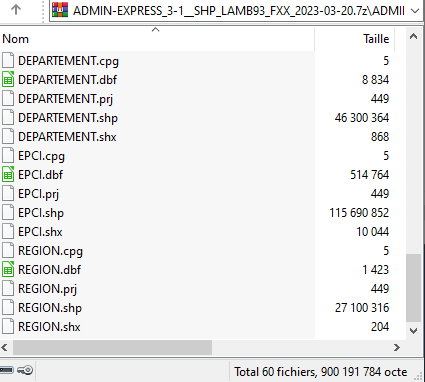 ADMIN-EXPRESS_3-1__SHP_LAMB93_FXX_2023-03-20.7z\ADMIN
Nom Taille
DEPARTEMENT.cpg 5
DEPARTEMENT.dbf 8 834
DEPARTEMENT.prj 449
DEPARTEMENT.shp 46 300 364
DEPARTEMENT.shx 868
EPCI.cpg 5
EPCI.dbf 514 764
EPCI.prj 449
EPCI.shp 115 690 852
EPCI.shx 10 044
REGION.cpg 5
REGION.dbf 1 423
REGION.prj 449
REGION.shp 27 100 316
REGION.shx 204
Total 60 fichiers, 900 191 784 octe